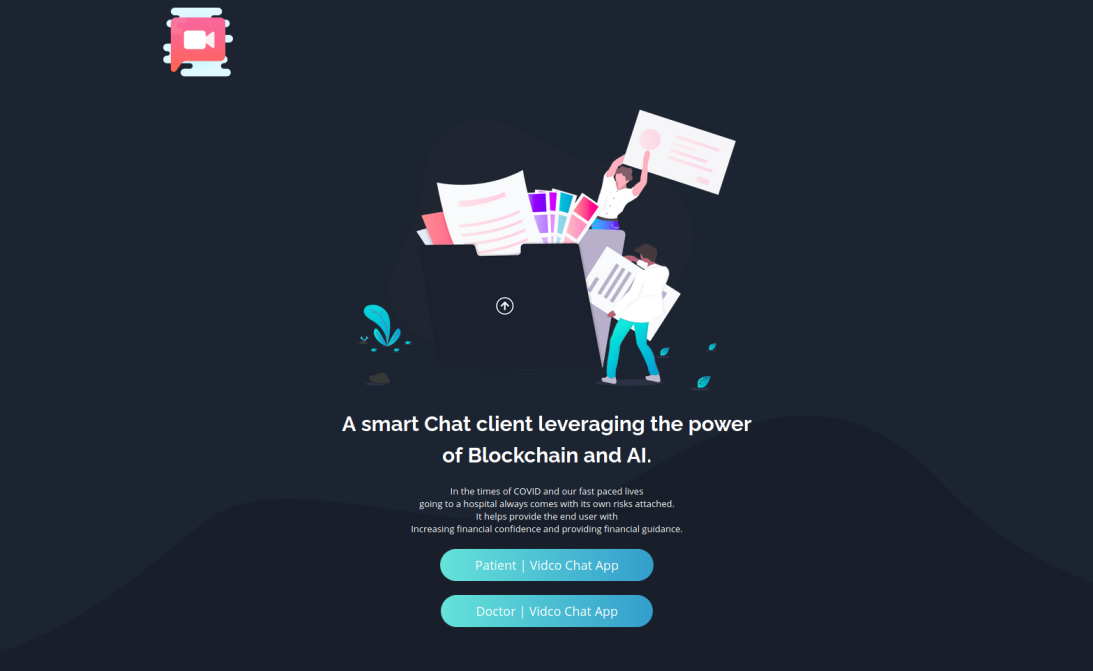 A smart Chat client leveraging the power
of Blockchain and AI.
In the times of COVID and our fast paced lives
going to a hospital always comes with its own risks attached.
It helps provide the end user with
Increasing financial confidence and providing financial guidance.
Patient | Vidco Chat App
Doctor | Vidco Chat App